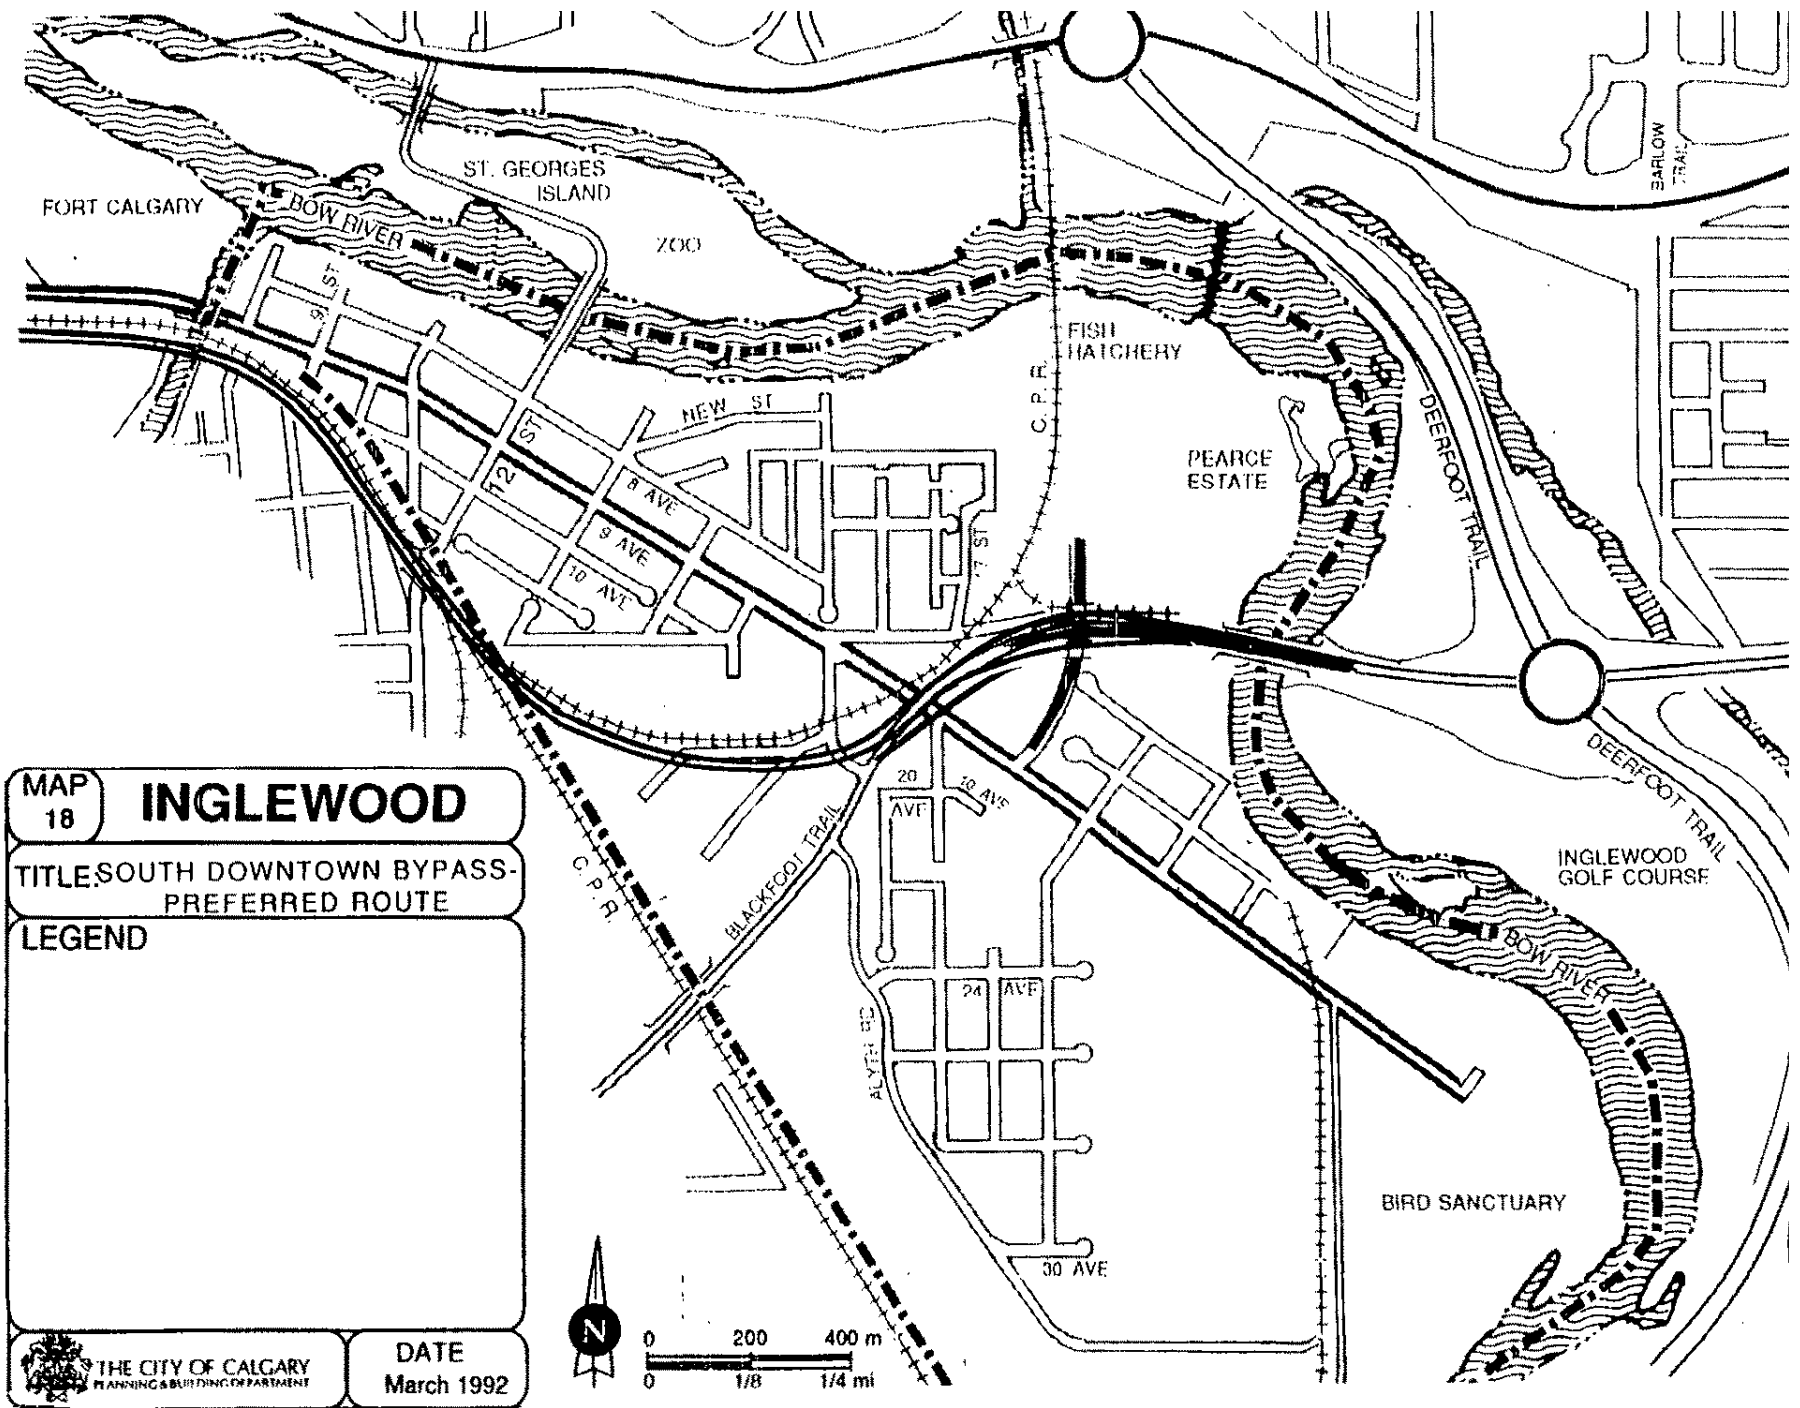 BARLOW
TRAIL
ST. GEORGES
ISLAND
FORT CALGARY
BOW RIVER
ZOO
9 ST
FISH
HATCHERY
C. P. R.
NEW ST
DEERFOOT TRAIL
12 ST
PEARCE
ESTATE
8 AVE
9 AVE
10 AVE
ST
DEERFOOT TRAIL
20
AVE
19 AVE
BLACKFOOT TRAIL
C. P. R.
INGLEWOOD
GOLF COURSE
BOW RIVER
24 AVE
ALYTH RD
BIRD SANCTUARY
30 AVE
MAP
18
INGLEWOOD
TITLE:SOUTH DOWNTOWN BYPASS-
PREFERRED ROUTE
LEGEND
THE CITY OF CALGARY
PLANNING & BUILDING DEPARTMENT
DATE
March 1992
N
0 200 400 m
0 1/8 1/4 mi